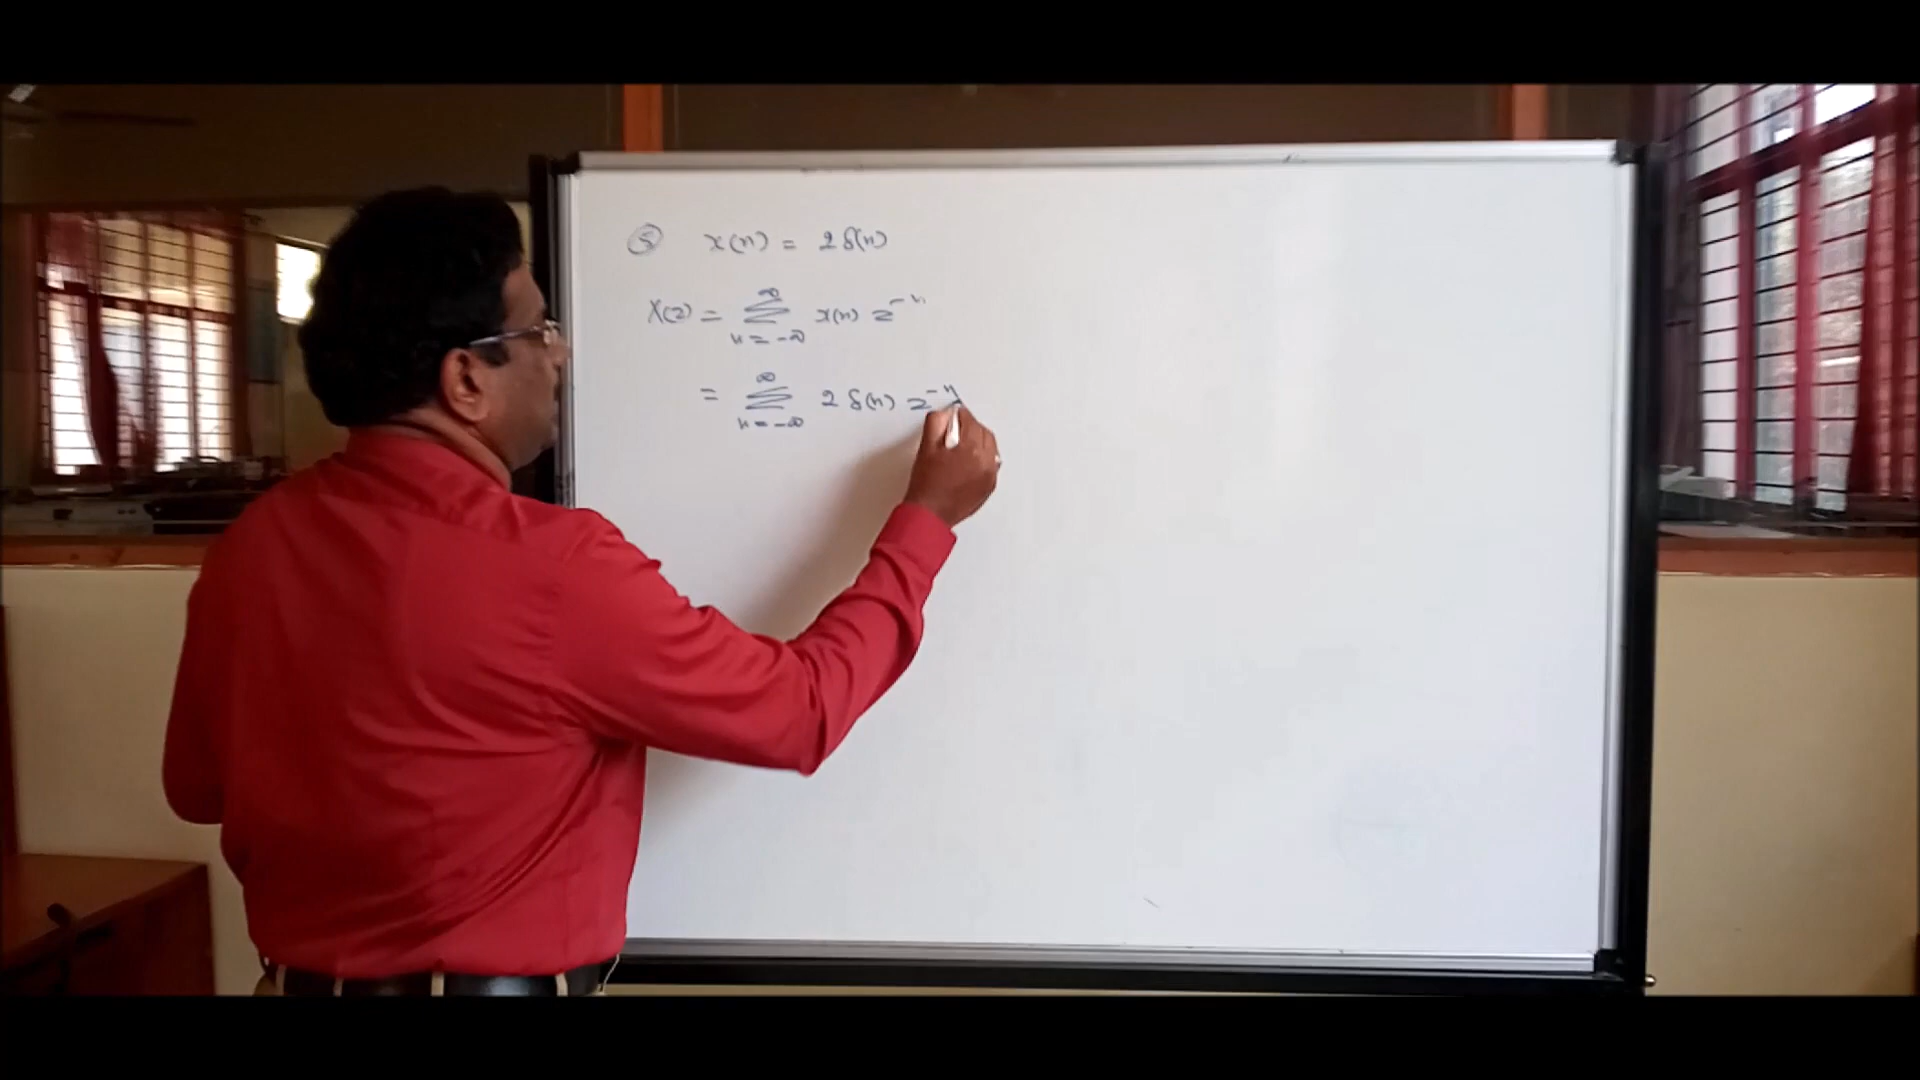 ⑤ x(n) = 2δ(n)
X(z) = ∑_{n=-∞}^{∞} x(n) z^{-n}
= ∑_{n=-∞}^{∞} 2 δ(n) z^{-n}